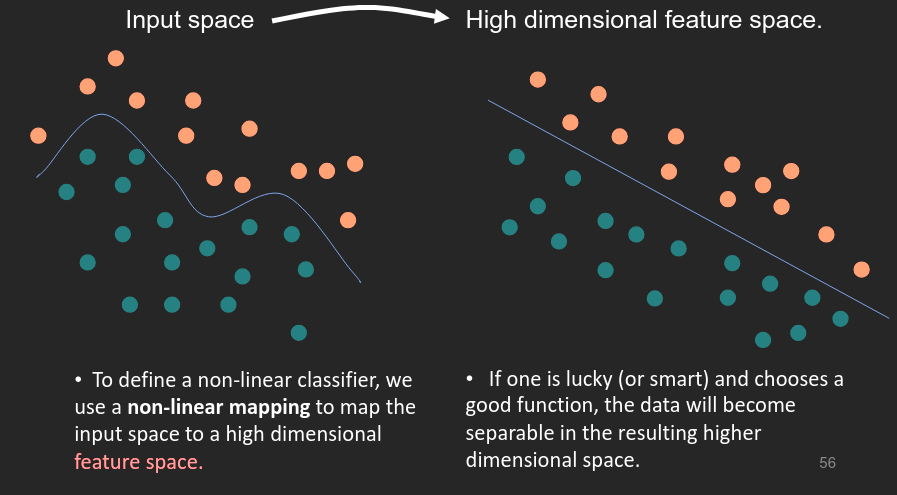 Input space
High dimensional feature space.
• To define a non-linear classifier, we
use a non-linear mapping to map the
input space to a high dimensional
feature space.
• If one is lucky (or smart) and chooses a
good function, the data will become
separable in the resulting higher
dimensional space.
56